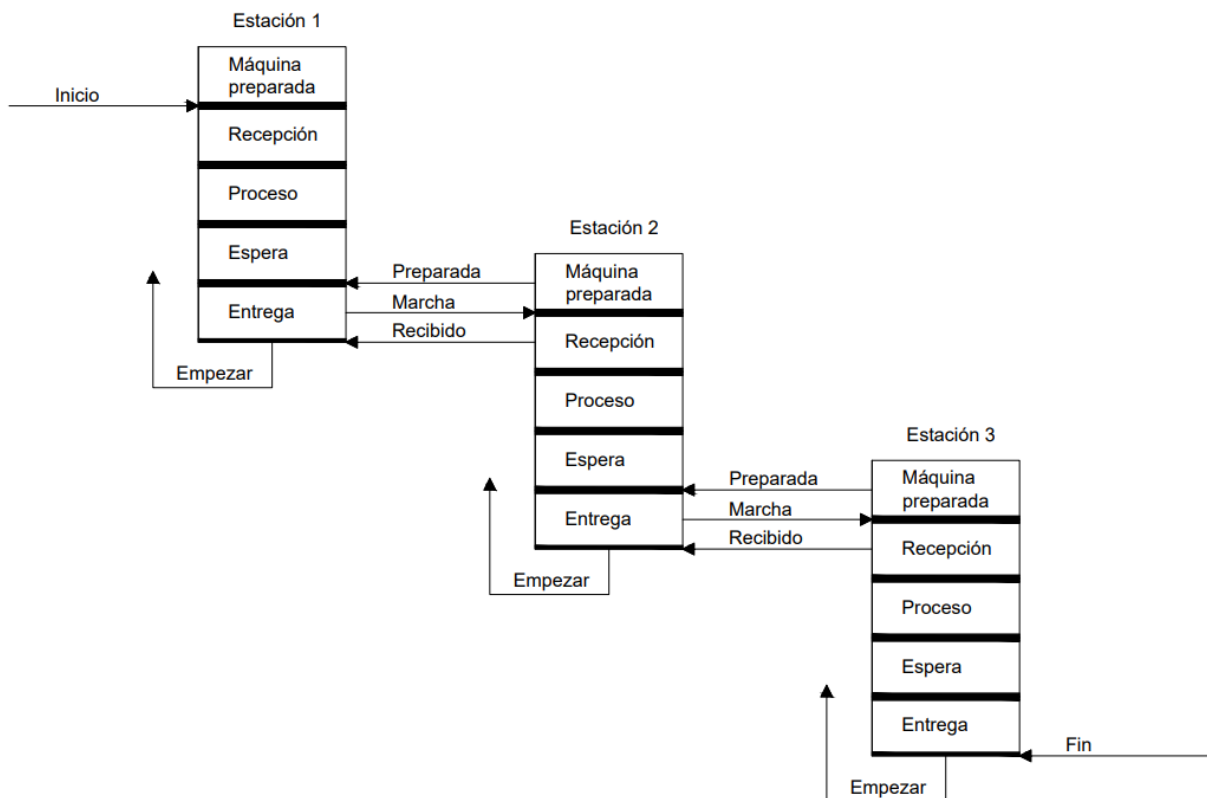 Estación 1
Máquina
preparada
Inicio
Recepción
Proceso
Espera
Entrega
Empezar
Estación 2
Preparada
Marcha
Recibido
Máquina
preparada
Recepción
Proceso
Espera
Entrega
Empezar
Estación 3
Preparada
Marcha
Recibido
Máquina
preparada
Recepción
Proceso
Espera
Entrega
Fin
Empezar